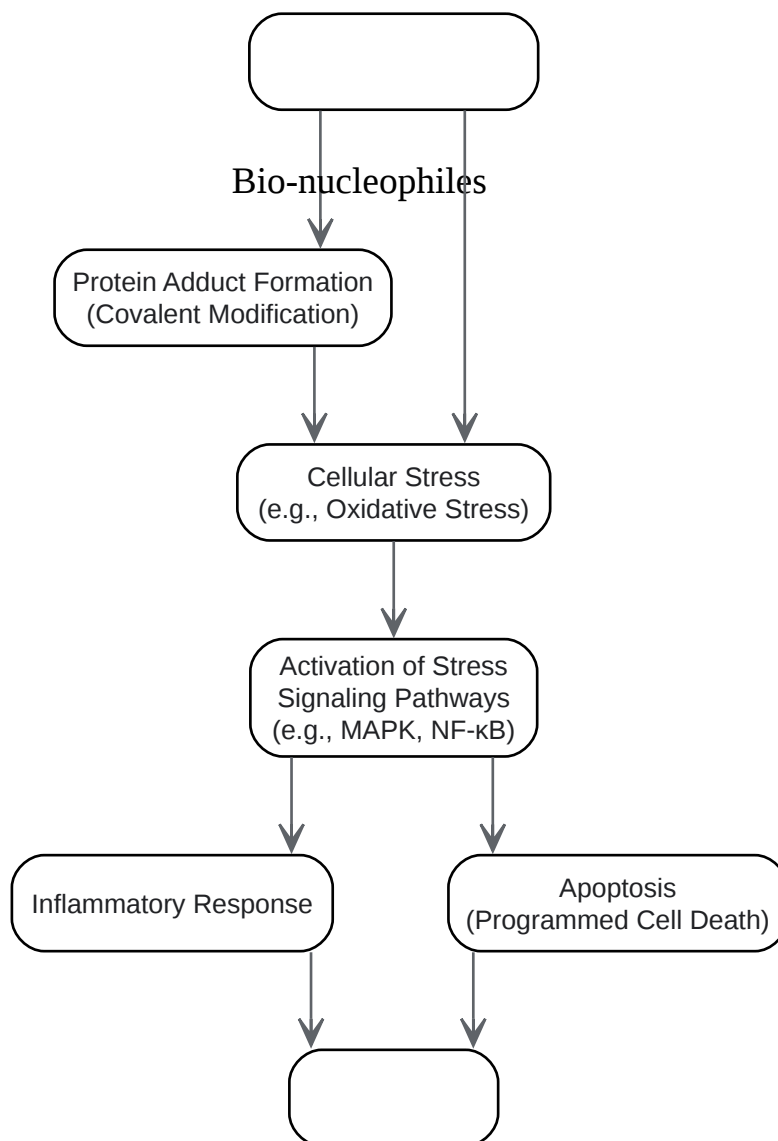 Bio-nucleophiles
Protein Adduct Formation
(Covalent Modification)
Cellular Stress
(e.g., Oxidative Stress)
Activation of Stress
Signaling Pathways
(e.g., MAPK, NF-κB)
Inflammatory Response
Apoptosis
(Programmed Cell Death)